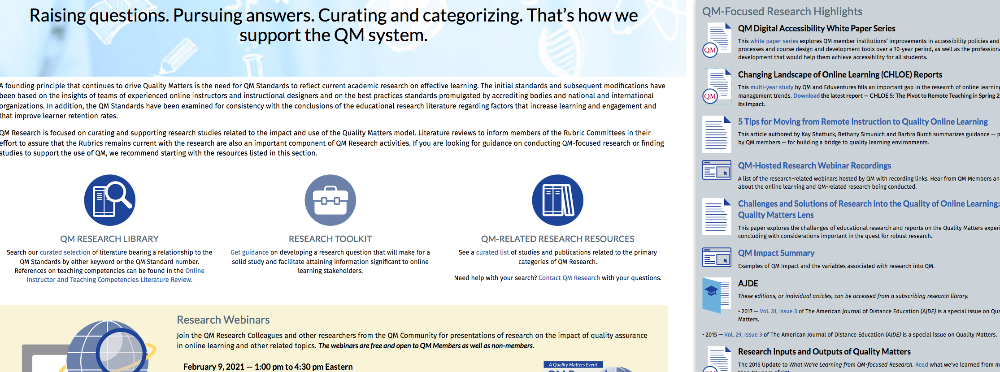 Raising questions. Pursuing answers. Curating and categorizing. That’s how we
support the QM system.
A founding principle that continues to drive Quality Matters is the need for QM Standards to reflect current academic research on effective learning. The initial standards and subsequent modifications have
been based on the insights of teams of experienced online instructors and instructional designers and on the best practices standards promulgated by accrediting bodies and national and international
organizations. In addition, the QM Standards have been examined for consistency with the conclusions of the educational research literature regarding factors that increase learning and engagement and
that improve learner retention rates.
QM Research is focused on curating and supporting research studies related to the impact and use of the Quality Matters model. Literature reviews to inform members of the Rubric Committees in their
effort to assure that the Rubrics remains current with the research are also an important component of QM Research activities. If you are looking for guidance on conducting QM-focused research or finding
studies to support the use of QM, we recommend starting with the resources listed in this section.
QM RESEARCH LIBRARY
Search our curated selection of literature bearing a relationship to the
QM Standards by either keyword or the QM Standard number.
References on teaching competencies can be found in the Online
Instructor and Teaching Competencies Literature Review.
RESEARCH TOOLKIT
Get guidance on developing a research question that will make for a
solid study and facilitate attaining information significant to online
learning stakeholders.
QM-RELATED RESEARCH RESOURCES
See a curated list of studies and publications related to the primary
categories of QM Research.
Need help with your search? Contact QM Research with your questions.
Research Webinars
Join the QM Research Colleagues and other researchers from the QM Community for presentations of research on the impact of quality assurance
in online learning and other related topics. The webinars are free and open to QM Members as well as non-members.
February 9, 2021 — 1:00 pm to 4:30 pm Eastern
A Quality Matters Event
QM-Focused Research Highlights
QM
QM Digital Accessibility White Paper Series
This white paper series explores QM member institutions’ improvements in accessibility policies and
processes and course design and development tools over a 10-year period, as well as the
development that would help them achieve accessibility for all students.
QM
Changing Landscape of Online Learning (CHLOE) Reports
This multi-year study by QM and Eduventures fills an important gap in the research of online learning
management trends. Download the latest report — CHLOE 5: The Pivot to Remote Teaching in Spring
Its Impact.
5 Tips for Moving from Remote Instruction to Quality Online Learning
This article authored by Kay Shattuck, Bethany Simunich and Barbra Burch summarizes guidance —
by QM members — for building a bridge to quality learning environments.
QM-Hosted Research Webinar Recordings
A list of the research-related webinars hosted by QM with recording links. Hear from QM Members
about the online learning and QM-related research being conducted.
Challenges and Solutions of Research into the Quality of Online Learning:
Quality Matters Lens
This paper explores the challenges of educational research and reports on the Quality Matters
concluding with considerations important in the quest for robust research.
QM Impact Summary
Examples of QM Impact and the variables associated with research into QM.
AJDE
These editions, or individual articles, can be accessed from a subscribing research library.
• 2017 — Vol. 31, Issue 3 of The American Journal of Distance Education (AJDE) is a special issue on
Matters.
• 2015 — Vol. 29, Issue 3 of The American Journal of Distance Education (AJDE) is a special issue on Quality Matters.
Research Inputs and Outputs of Quality Matters
The 2015 Update to What We're Learning from QM-focused Research. Read what we've learned from